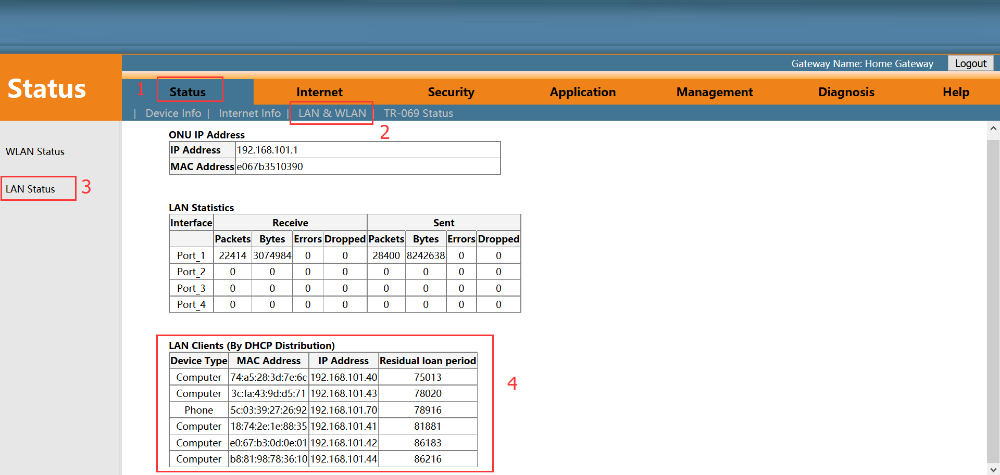 Gateway Name: Home Gateway Logout
Status
1 Status Internet Security Application Management Diagnosis Help
| Device Info | Internet Info | LAN & WLAN | TR-069 Status
2
WLAN Status
LAN Status 3
ONU IP Address
IP Address 192.168.101.1
MAC Address e067b3510390
LAN Statistics
Interface Receive Sent
Packets Bytes Errors Dropped Packets Bytes Errors Dropped
Port_1 22414 3074984 0 0 28400 8242638 0 0
Port_2 0 0 0 0 0 0 0 0
Port_3 0 0 0 0 0 0 0 0
Port_4 0 0 0 0 0 0 0 0
LAN Clients (By DHCP Distribution)
Device Type MAC Address IP Address Residual loan period
Computer 74:a5:28:3d:7e:6c 192.168.101.40 75013
4
Computer 3c:fa:43:9d:d5:71 192.168.101.43 78020
Phone 5c:03:39:27:26:92 192.168.101.70 78916
Computer 18:74:2e:1e:88:35 192.168.101.41 81881
Computer e0:67:b3:0d:0e:01 192.168.101.42 86183
Computer b8:81:98:78:36:10 192.168.101.44 86216